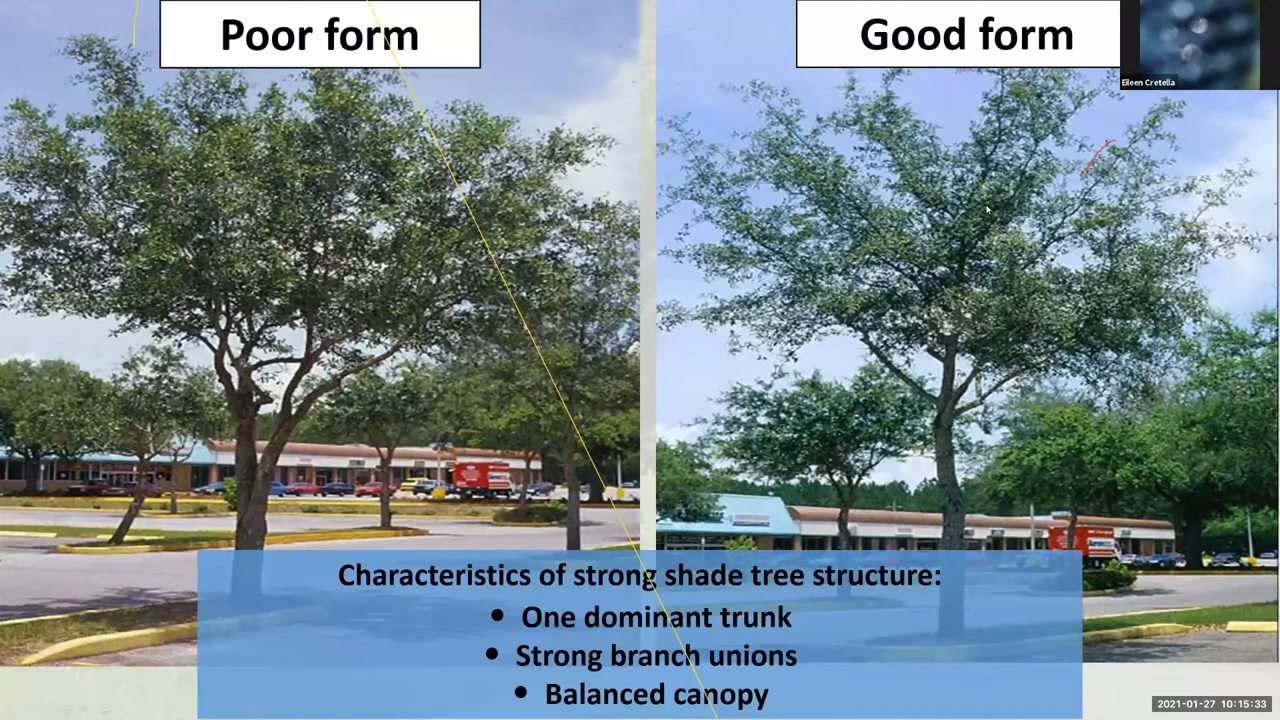 Poor form
Good form
Eileen Cretella
Characteristics of strong shade tree structure:
• One dominant trunk
• Strong branch unions
• Balanced canopy
2021-01-27 10:15:33